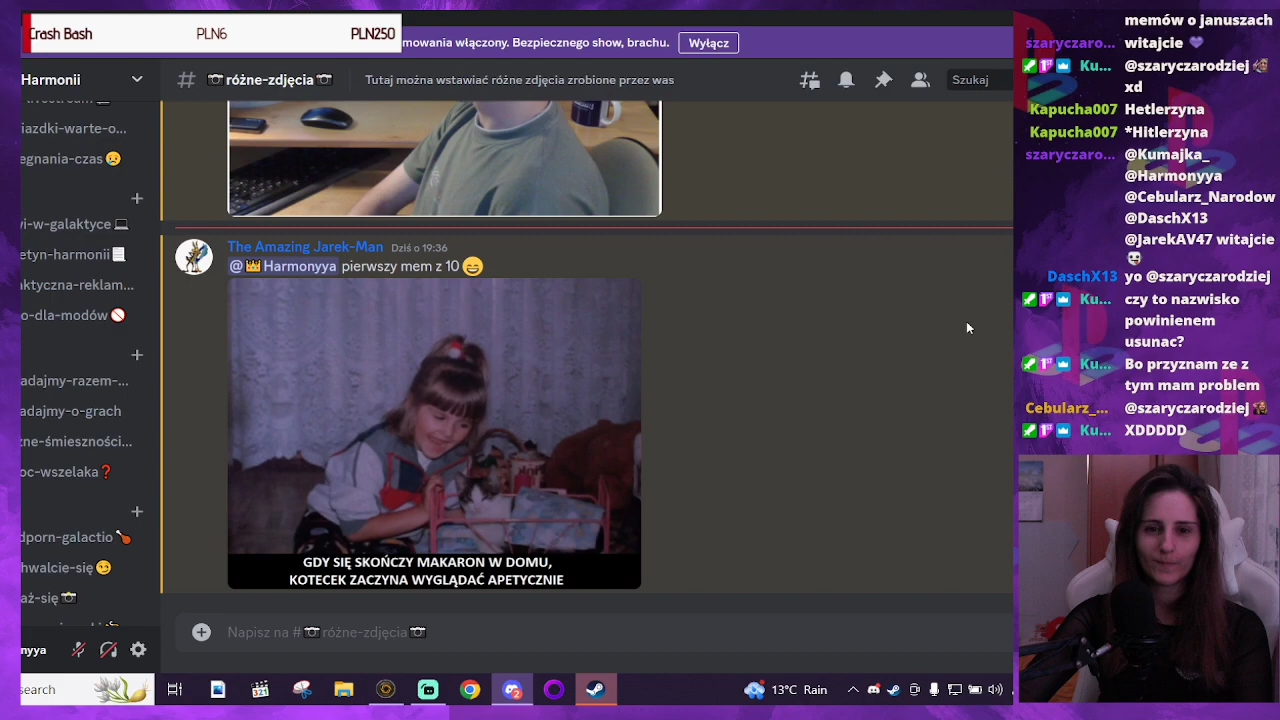 Crash Bash PLN6 PLN250
mowania włączony. Bezpiecznego show, brachu. Wyłącz
Harmonii
# różne-zdjęcia Tutaj można wstawiać różne zdjęcia zrobione przez was
Szukaj
iazdki-warte-o...
egnania-czas
i-w-galaktyce
etyn-harmonii
aktyczna-reklam...
o-dla-modów
adajmy-razem-...
adajmy-o-grach
ne-śmieszności...
oc-wszelaka
dporn-galactio
hwalcie-się
aż-się
nyya
The Amazing Jarek-Man Dziś o 19:36
@ Harmonyya pierwszy mem z 10
GDY SIĘ SKOŃCZY MAKARON W DOMU,
KOTECEK ZACZYNA WYGLĄDAĆ APETYCZNIE
Napisz na # różne-zdjęcia
search
321
13°C Rain
memów o januszach
szaryczaro... witajcie
Ku... @szaryczarodziej
xd
Kapucha007 Hetlerzyna
Kapucha007 *Hitlerzyna
szaryczaro... @Kumajka_
@Harmonyya
@Cebularz_Narodow
@DaschX13
@JarekAV47 witajcie
DaschX13 yo @szaryczarodziej
Ku... czy to nazwisko
powinienem
usunac?
Ku... Bo przyznam ze z
tym mam problem
Cebularz_... @szaryczarodziej
Ku... XDDDDD